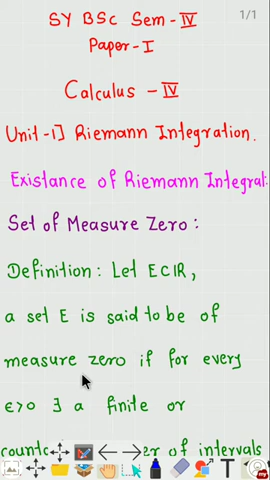 SY BSc Sem - IV
1/1
Paper - I
Calculus - IV
Unit - 1] Riemann Integration.
Existance of Riemann Integral:
Set of Measure Zero:
Definition: Let E⊂IR,
a set E is said to be of
measure zero if for every
ϵ>0 ∃ a finite or
of intervals